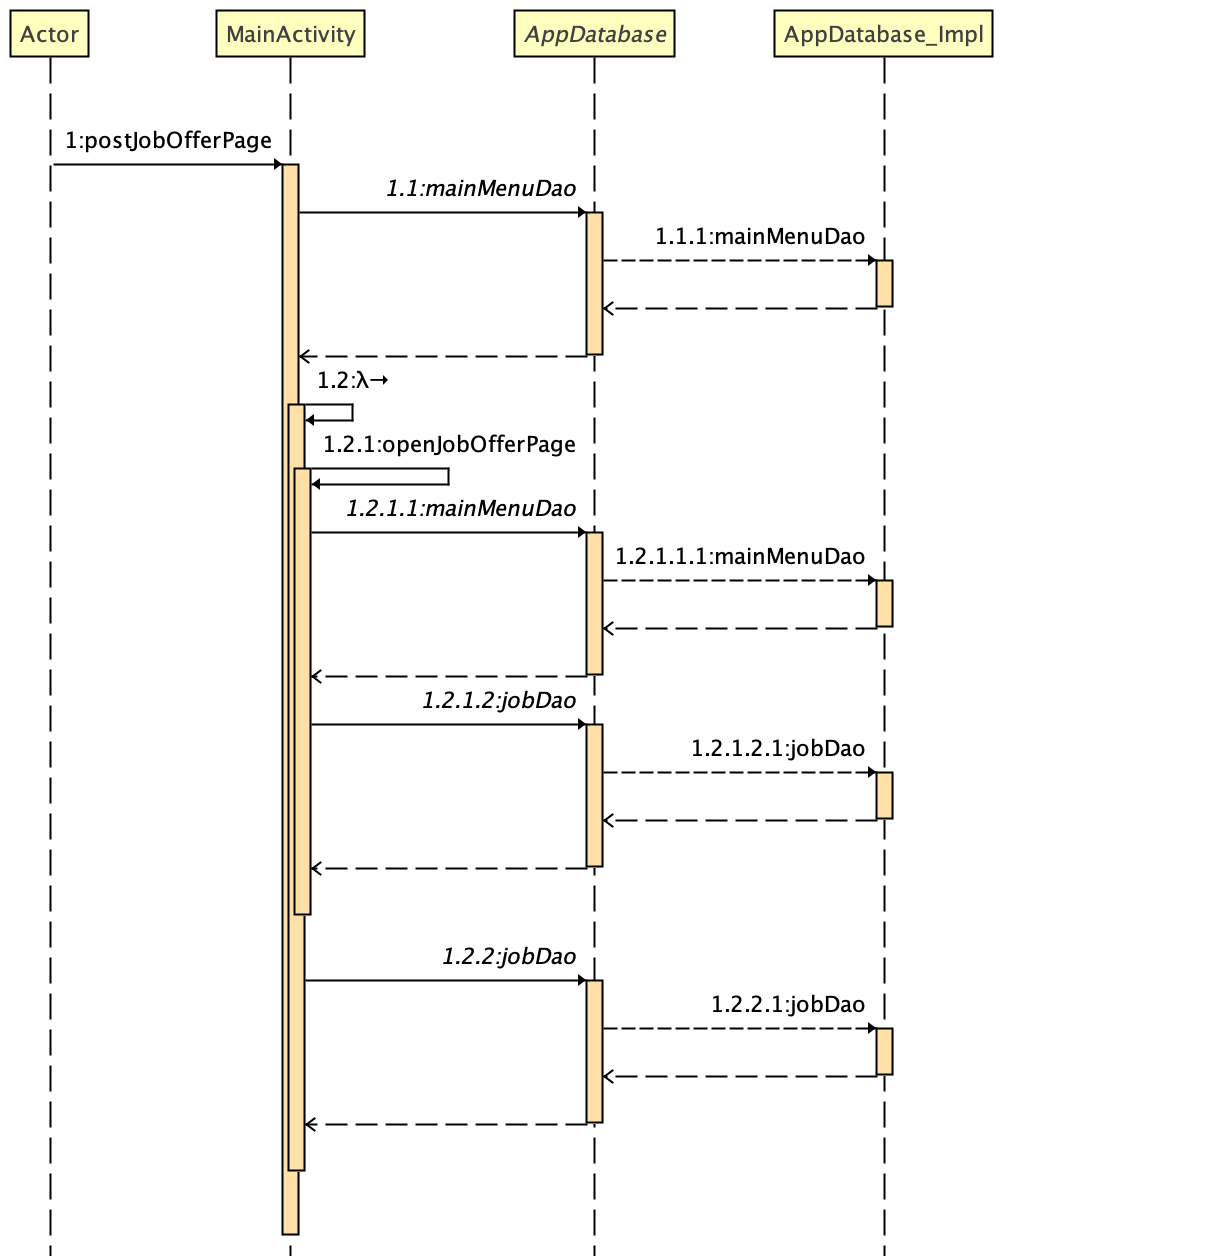 Actor
MainActivity
AppDatabase
AppDatabase_Impl
1:postJobOfferPage
1.1:mainMenuDao
1.1.1:mainMenuDao
1.2:λ→
1.2.1:openJobOfferPage
1.2.1.1:mainMenuDao
1.2.1.1.1:mainMenuDao
1.2.1.2:jobDao
1.2.1.2.1:jobDao
1.2.2:jobDao
1.2.2.1:jobDao